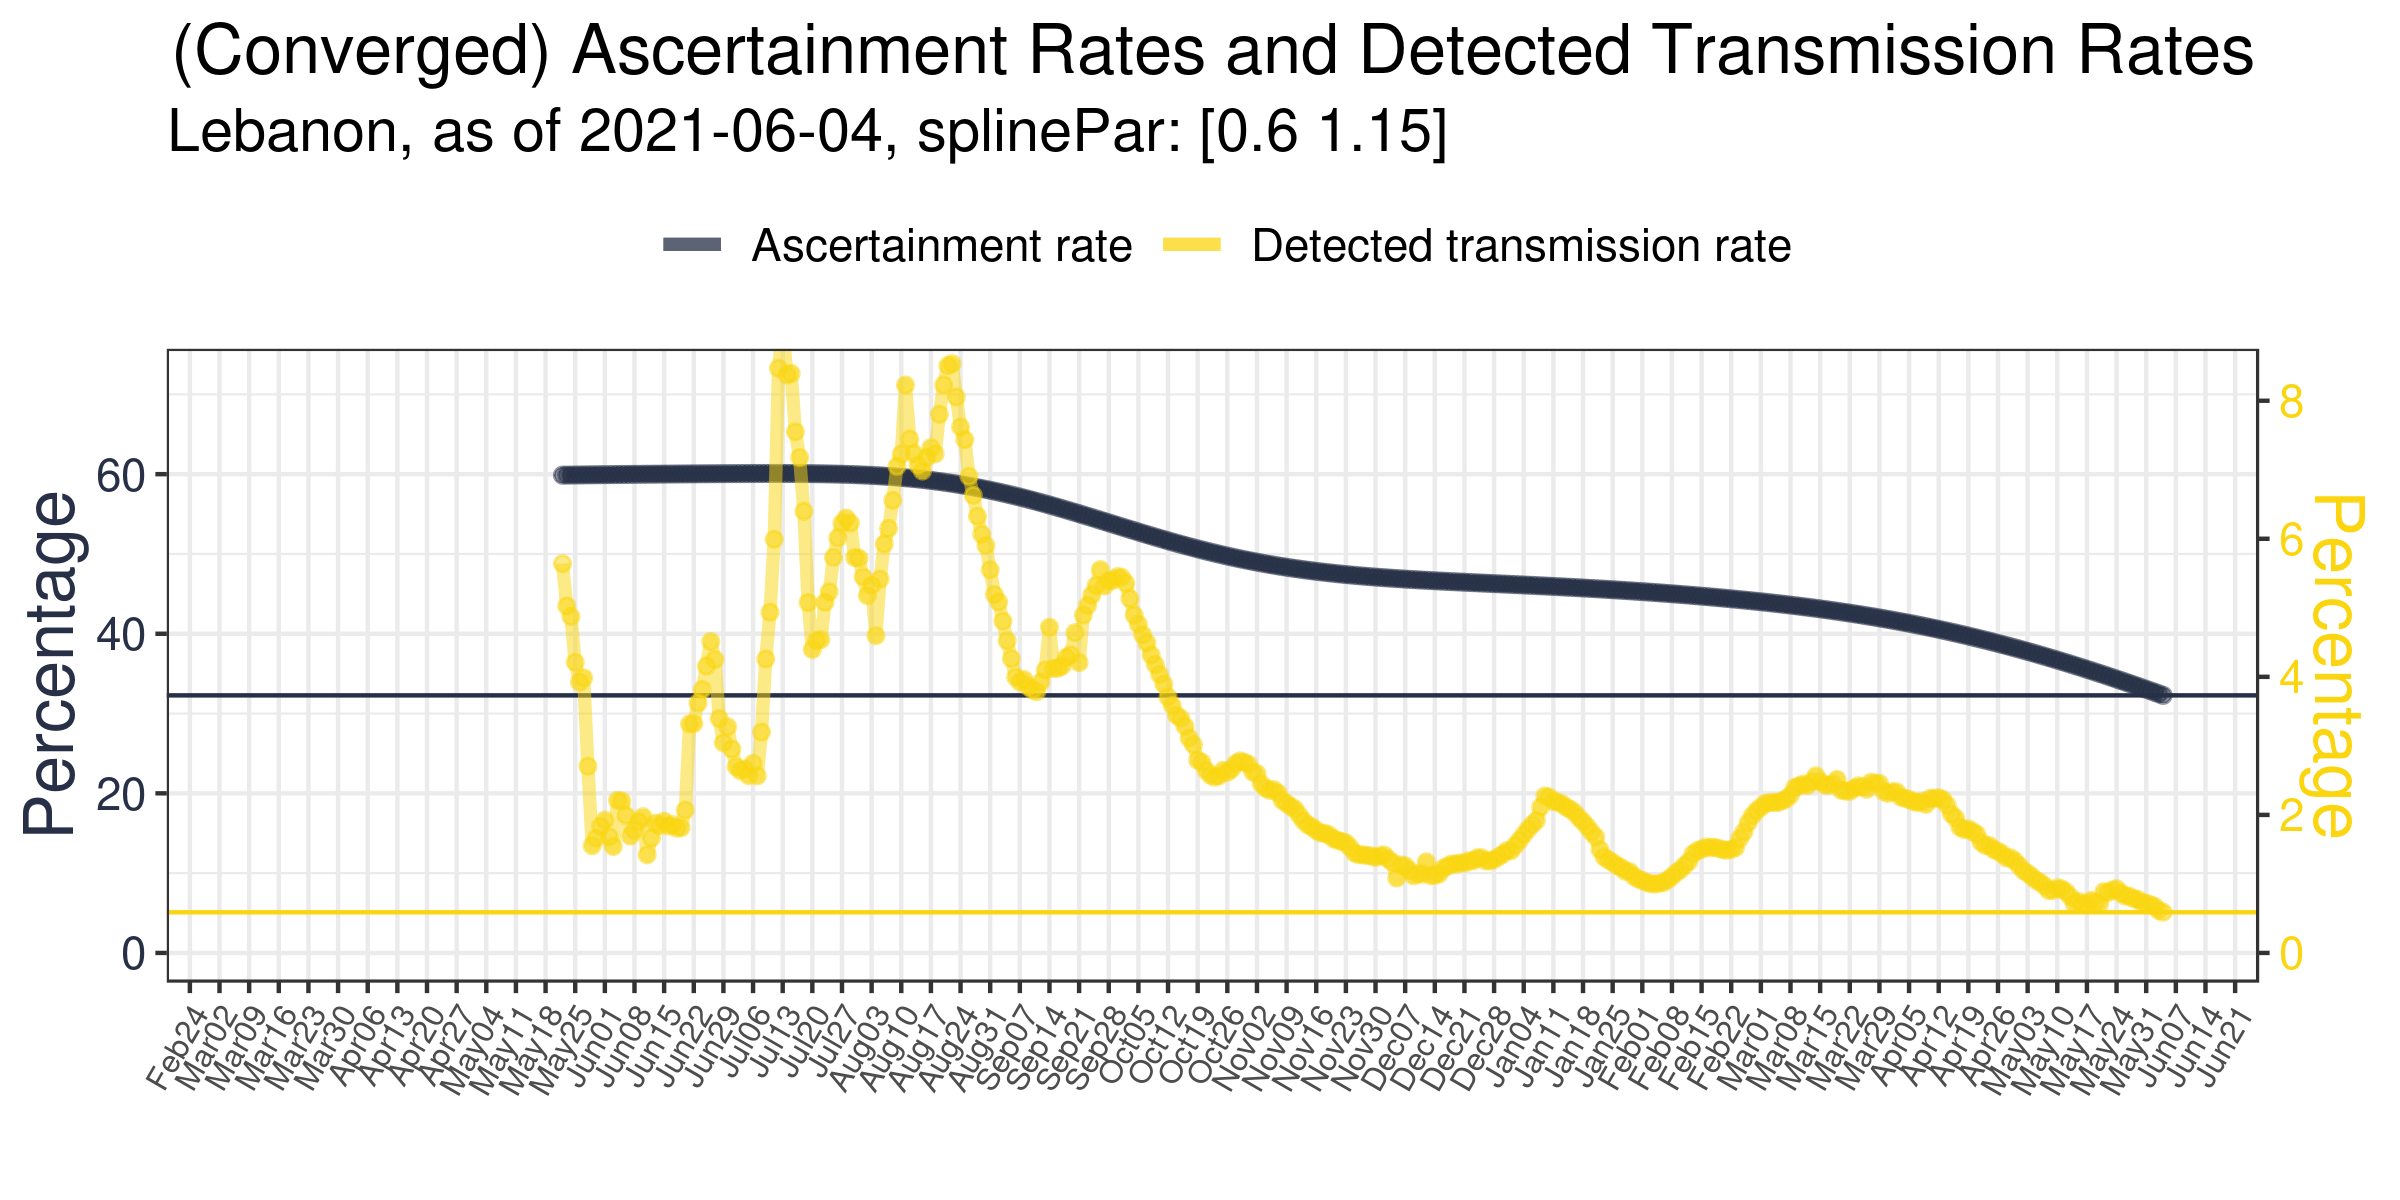 (Converged) Ascertainment Rates and Detected Transmission Rates
Lebanon, as of 2021-06-04, splinePar: [0.6 1.15]
Ascertainment rate
Detected transmission rate
Percentage
60
40
20
0
8
6
4
2
0
Percentage
Feb24
Mar02
Mar09
Mar16
Mar23
Mar30
Apr06
Apr13
Apr20
Apr27
May04
May11
May18
May25
Jun01
Jun08
Jun15
Jun22
Jun29
Jul06
Jul13
Jul20
Jul27
Aug03
Aug10
Aug17
Aug24
Aug31
Sep07
Sep14
Sep21
Sep28
Oct05
Oct12
Oct19
Oct26
Nov02
Nov09
Nov16
Nov23
Nov30
Dec07
Dec14
Dec21
Dec28
Jan04
Jan11
Jan18
Jan25
Feb01
Feb08
Feb15
Feb22
Mar01
Mar08
Mar15
Mar22
Mar29
Apr05
Apr12
Apr19
Apr26
May03
May10
May17
May24
May31
Jun07
Jun14
Jun21